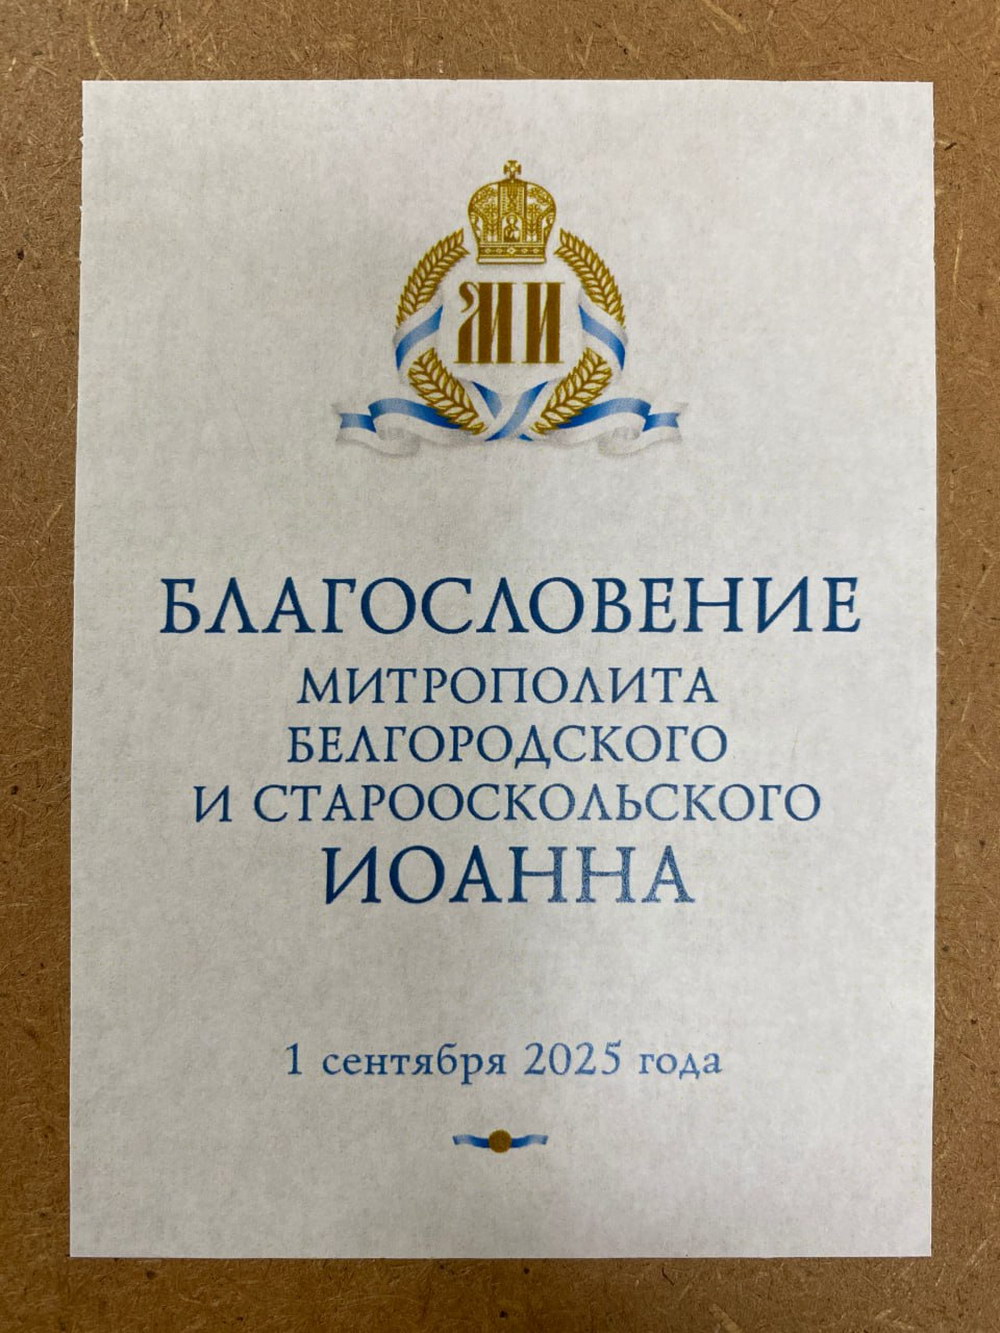 МИ
БЛАГОСЛОВЕНИЕ
МИТРОПОЛИТА
БЕЛГОРОДСКОГО
И СТАРООСКОЛЬСКОГО
ИОАННА
1 сентября 2025 года